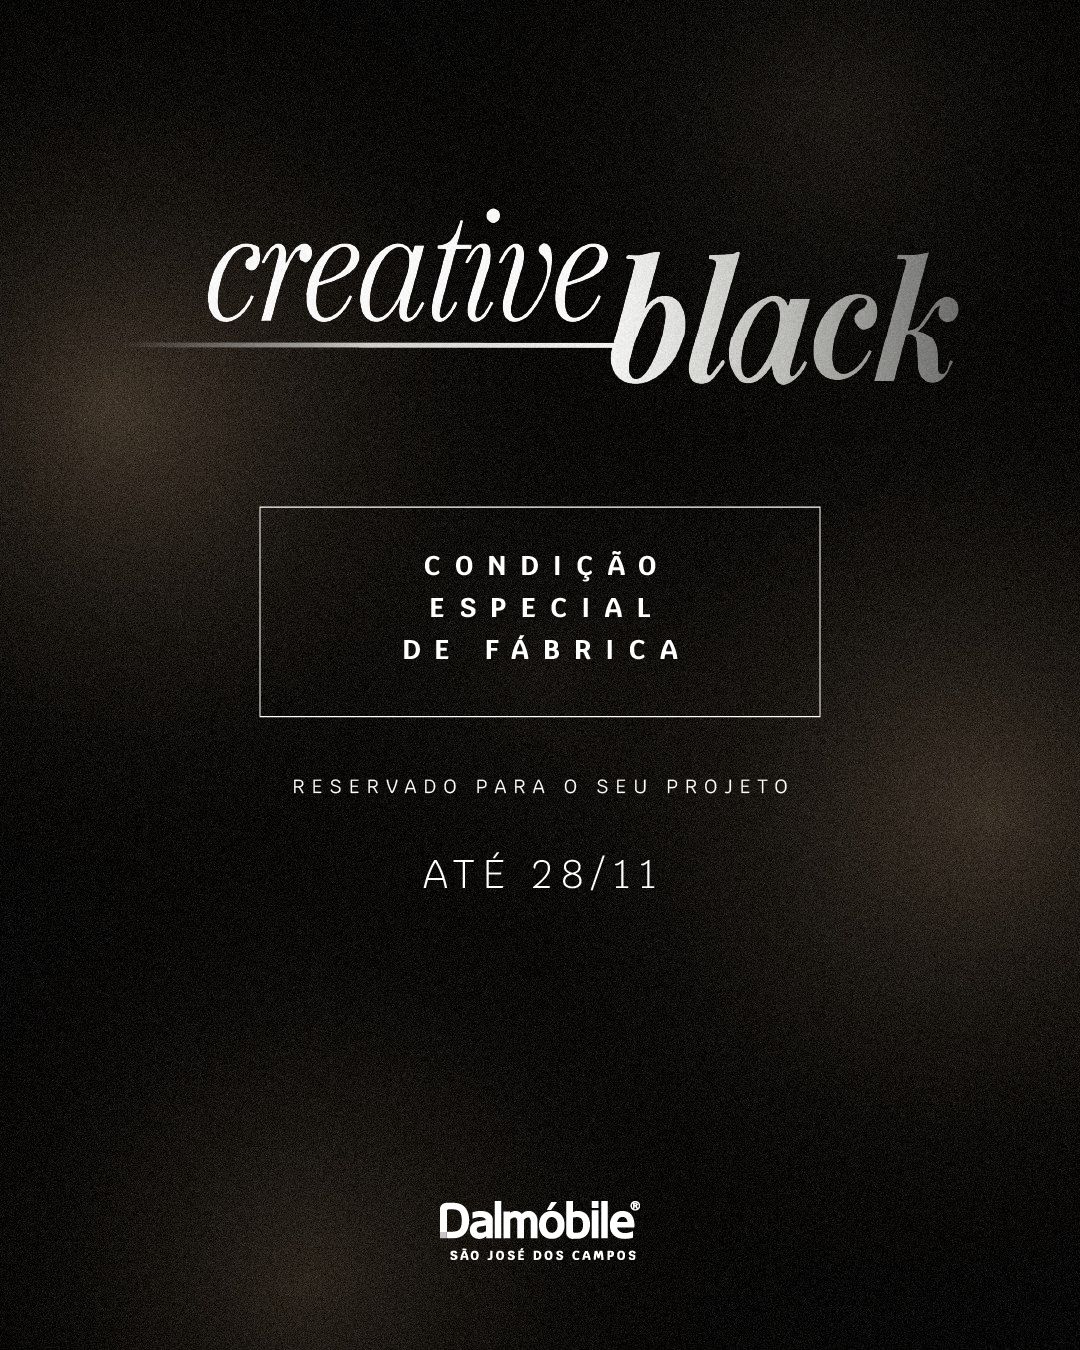 creative black
CONDIÇÃO
ESPECIAL
DE FÁBRICA
RESERVADO PARA O SEU PROJETO
ATÉ 28/11
Dalmóbile®
SÃO JOSÉ DOS CAMPOS